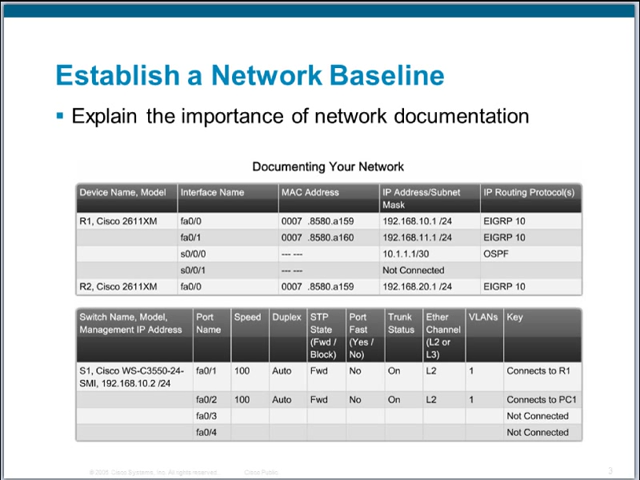 Establish a Network Baseline
▪ Explain the importance of network documentation
Documenting Your Network
Device Name, Model Interface Name MAC Address IP Address/Subnet Mask IP Routing Protocol(s)
R1, Cisco 2611XM fa0/0 0007 .8580.a159 192.168.10.1 /24 EIGRP 10
fa0/1 0007 .8580.a160 192.168.11.1 /24 EIGRP 10
s0/0/0 --- --- 10.1.1.1/30 OSPF
s0/0/1 --- --- Not Connected
R2, Cisco 2611XM fa0/0 0007 .8580.a159 192.168.20.1 /24 EIGRP 10
Switch Name, Model, Management IP Address Port Name Speed Duplex STP State (Fwd / Block) Port Fast (Yes / No) Trunk Status Ether Channel (L2 or L3) VLANs Key
S1, Cisco WS-C3550-24-SMI, 192.168.10.2 /24 fa0/1 100 Auto Fwd No On L2 1 Connects to R1
fa0/2 100 Auto Fwd No On L2 1 Connects to PC1
fa0/3 Not Connected
fa0/4 Not Connected
Cisco Systems, Inc. All rights reserved. Cisco Public 3